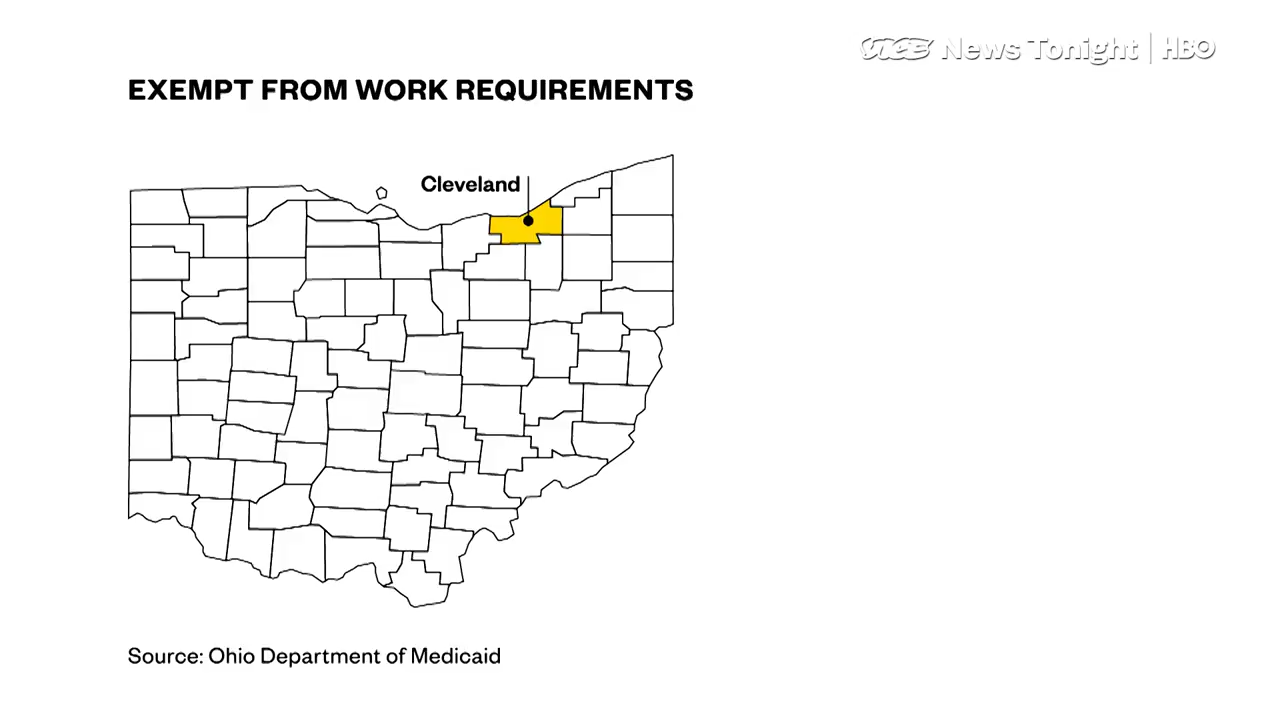 VICE News Tonight | HBO
EXEMPT FROM WORK REQUIREMENTS
Cleveland
Source: Ohio Department of Medicaid